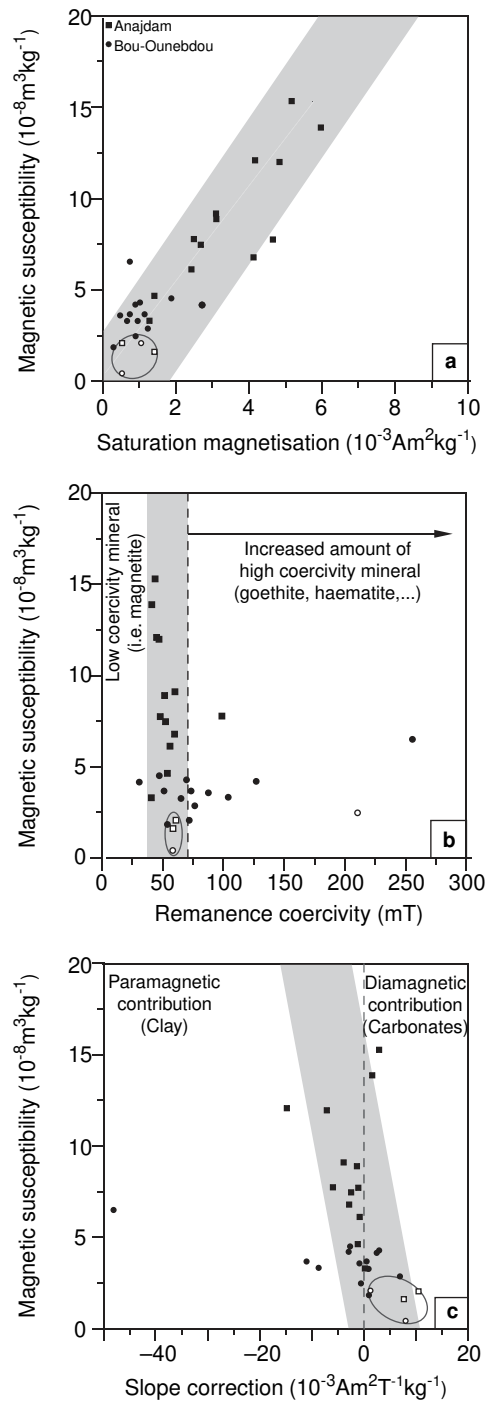 Anajdam
Bou-Ounebdou
Magnetic susceptibility (10⁻⁸m³kg⁻¹)
20
15
10
5
0
0 2 4 6 8 10
a
Saturation magnetisation (10⁻³Am²kg⁻¹)
Magnetic susceptibility (10⁻⁸m³kg⁻¹)
20
15
10
5
0
Low coercivity mineral
(i.e. magnetite)
Increased amount of
high coercivity mineral
(goethite, haematite,...)
b
0 50 100 150 200 250 300
Remanence coercivity (mT)
Magnetic susceptibility (10⁻⁸m³kg⁻¹)
20
15
10
5
0
Paramagnetic
contribution
(Clay)
Diamagnetic
contribution
(Carbonates)
c
−40 −20 0 20
Slope correction (10⁻³Am²T⁻¹kg⁻¹)